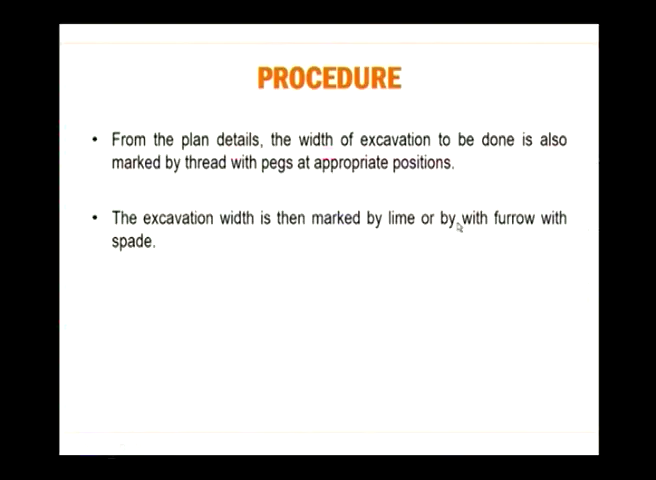 PROCEDURE
• From the plan details, the width of excavation to be done is also
marked by thread with pegs at appropriate positions.
• The excavation width is then marked by lime or by with furrow with
spade.